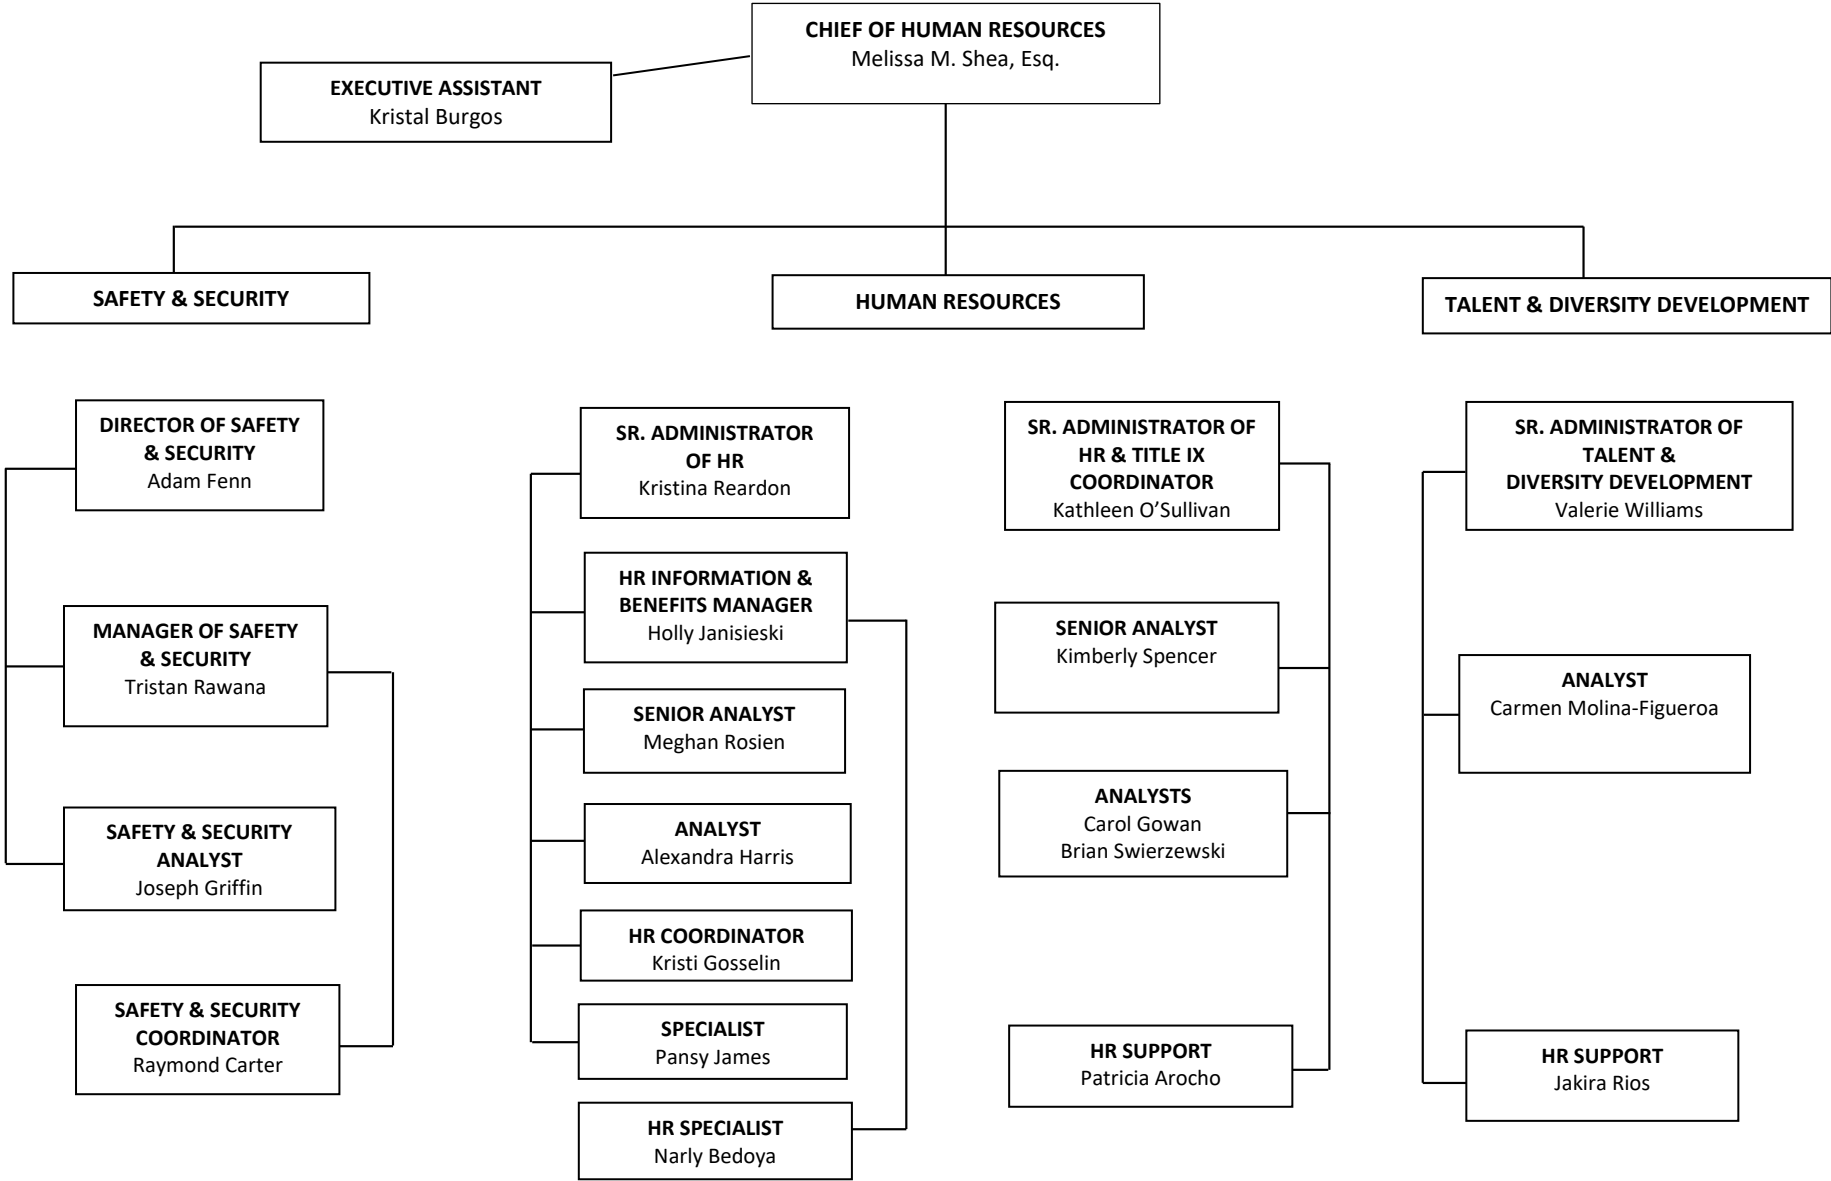 CHIEF OF HUMAN RESOURCES
Melissa M. Shea, Esq.
EXECUTIVE ASSISTANT
Kristal Burgos
SAFETY & SECURITY
HUMAN RESOURCES
TALENT & DIVERSITY DEVELOPMENT
DIRECTOR OF SAFETY
& SECURITY
Adam Fenn
MANAGER OF SAFETY
& SECURITY
Tristan Rawana
SAFETY & SECURITY
ANALYST
Joseph Griffin
SAFETY & SECURITY
COORDINATOR
Raymond Carter
SR. ADMINISTRATOR
OF HR
Kristina Reardon
HR INFORMATION &
BENEFITS MANAGER
Holly Janisieski
SENIOR ANALYST
Meghan Rosien
ANALYST
Alexandra Harris
HR COORDINATOR
Kristi Gosselin
SPECIALIST
Pansy James
HR SPECIALIST
Narly Bedoya
SR. ADMINISTRATOR OF
HR & TITLE IX
COORDINATOR
Kathleen O’Sullivan
SENIOR ANALYST
Kimberly Spencer
ANALYSTS
Carol Gowan
Brian Swierzewski
HR SUPPORT
Patricia Arocho
SR. ADMINISTRATOR OF
TALENT &
DIVERSITY DEVELOPMENT
Valerie Williams
ANALYST
Carmen Molina-Figueroa
HR SUPPORT
Jakira Rios